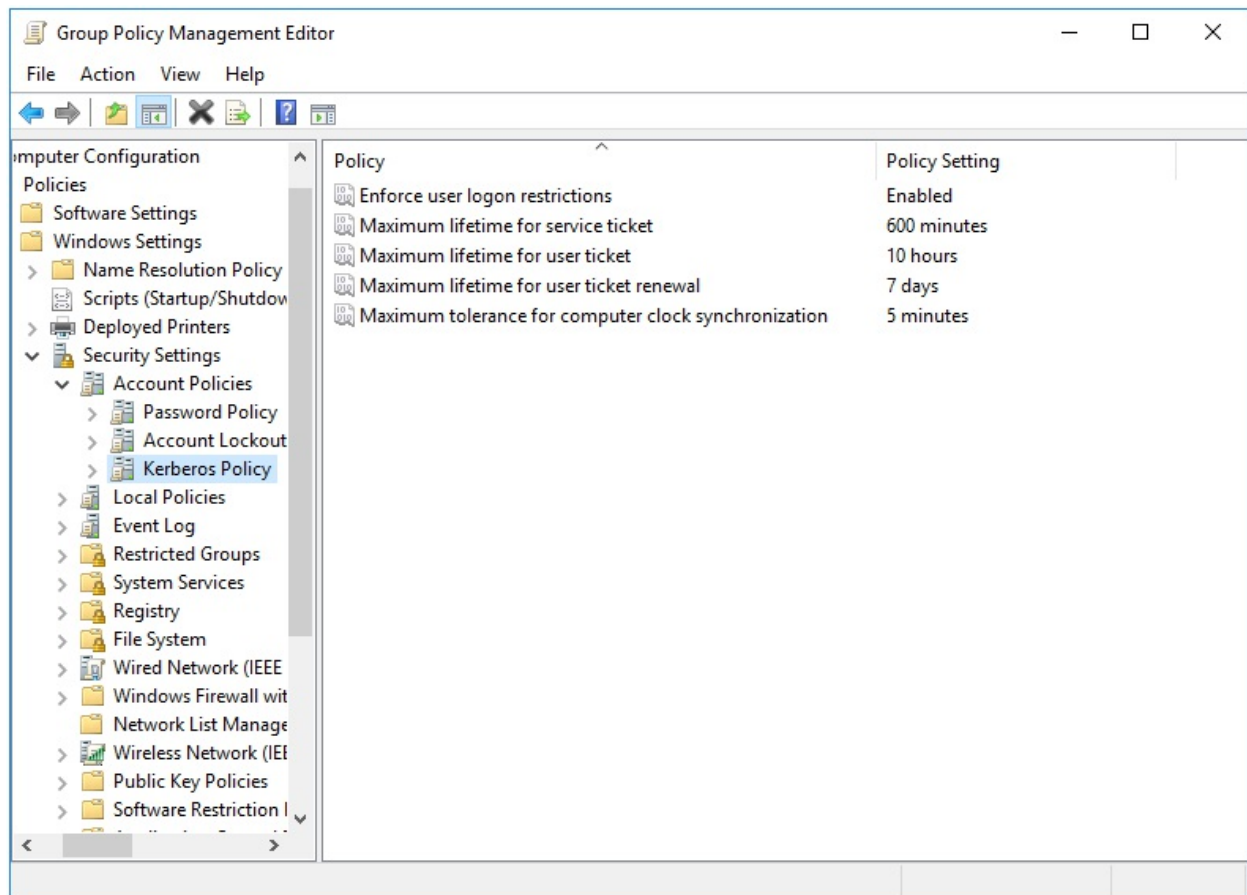 Group Policy Management Editor
File Action View Help
omputer Configuration
Policies
Software Settings
Windows Settings
Name Resolution Policy
Scripts (Startup/Shutdow
Deployed Printers
Security Settings
Account Policies
Password Policy
Account Lockout
Kerberos Policy
Local Policies
Event Log
Restricted Groups
System Services
Registry
File System
Wired Network (IEEE
Windows Firewall wit
Network List Manage
Wireless Network (IEE
Public Key Policies
Software Restriction
Policy Policy Setting
Enforce user logon restrictions Enabled
Maximum lifetime for service ticket 600 minutes
Maximum lifetime for user ticket 10 hours
Maximum lifetime for user ticket renewal 7 days
Maximum tolerance for computer clock synchronization 5 minutes